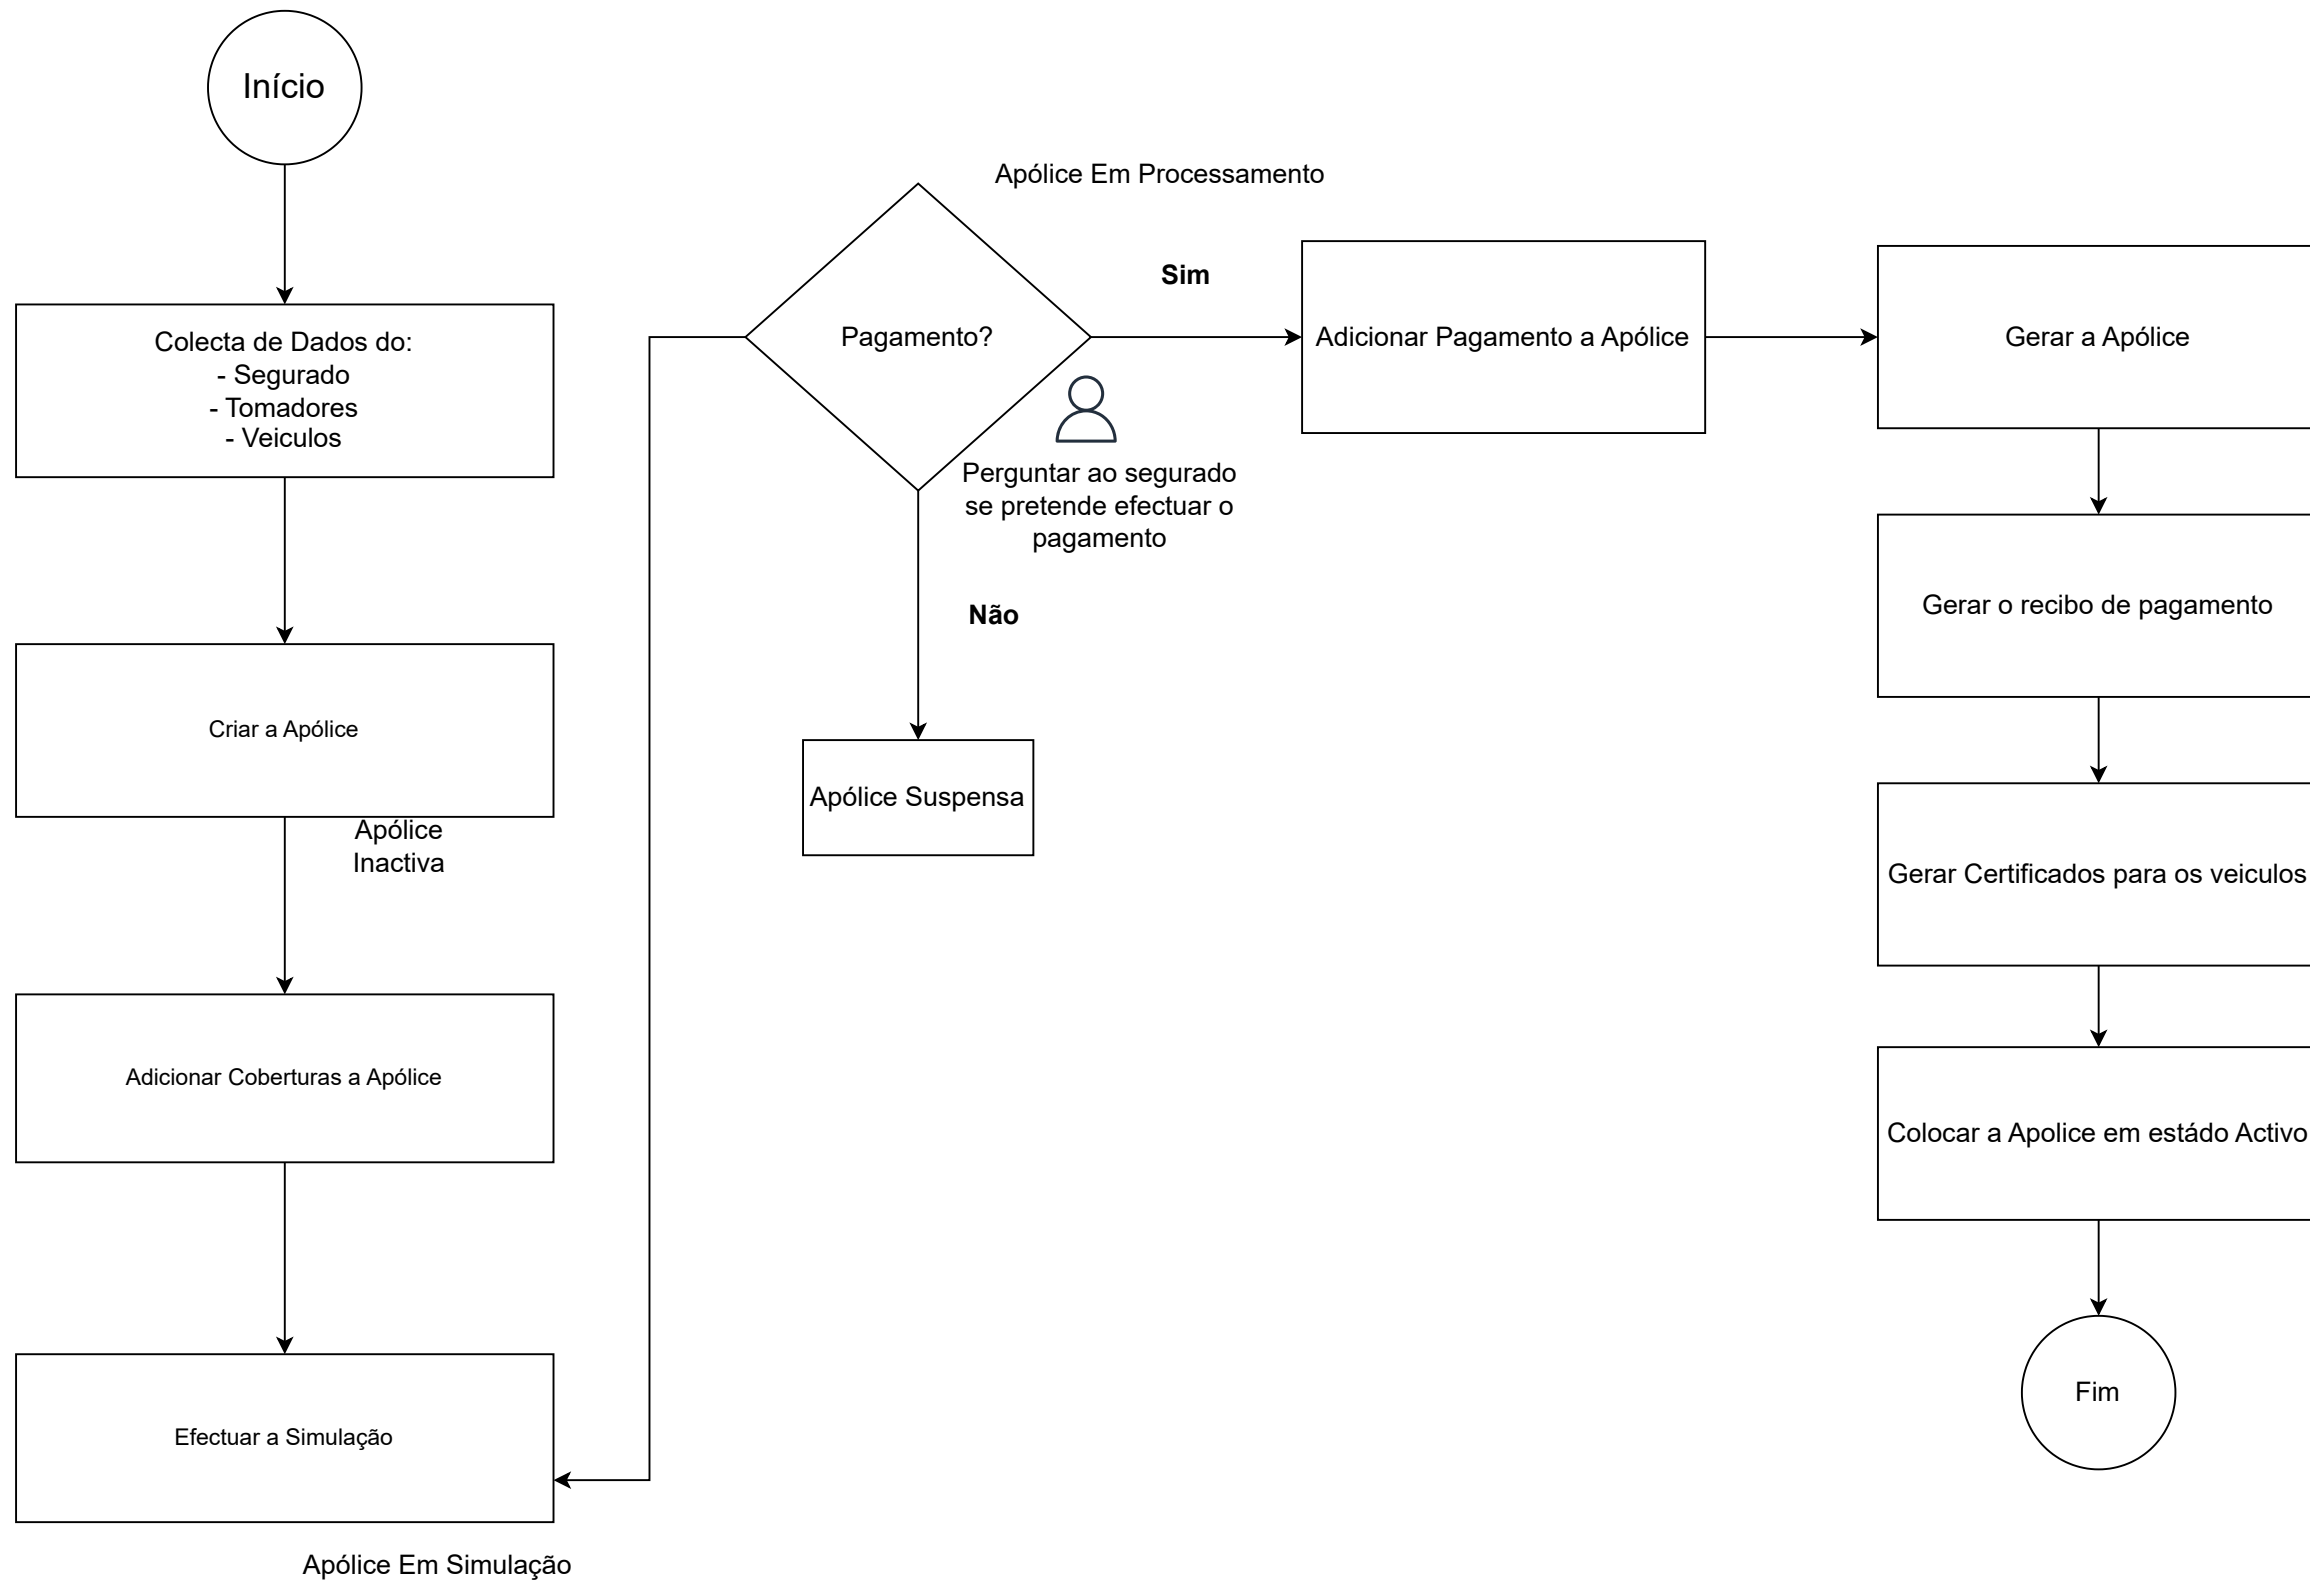 Início
Colecta de Dados do:
- Segurado
- Tomadores
- Veiculos
Criar a Apólice
Apólice
Inactiva
Adicionar Coberturas a Apólice
Efectuar a Simulação
Apólice Em Simulação
Apólice Em Processamento
Pagamento?
Sim
Perguntar ao segurado
se pretende efectuar o
pagamento
Não
Apólice Suspensa
Adicionar Pagamento a Apólice
Gerar a Apólice
Gerar o recibo de pagamento
Gerar Certificados para os veiculos
Colocar a Apolice em estádo Activo
Fim